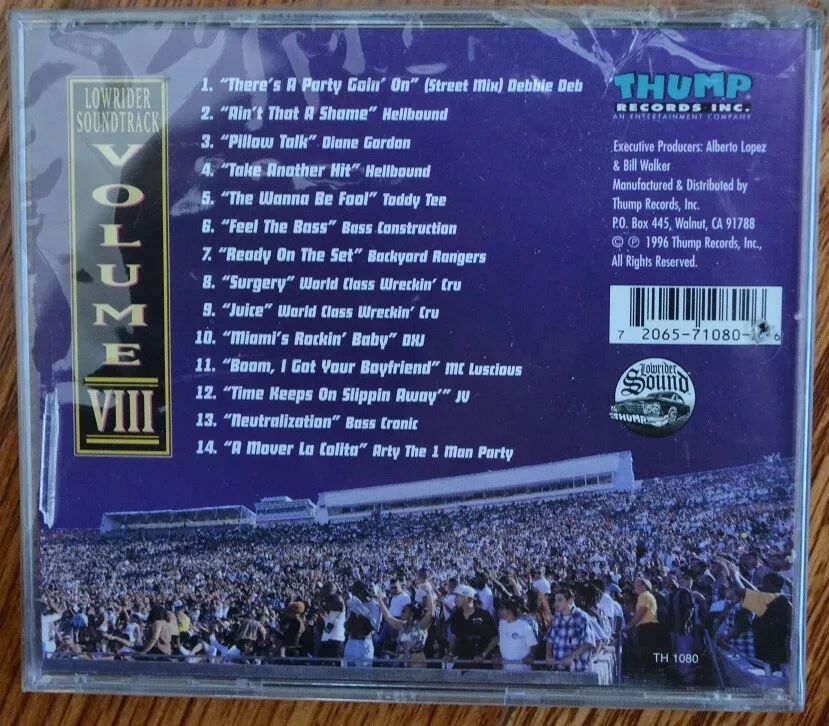 LOWRIDER
SOUNDTRACK
VOLUME
VIII
1. “There’s A Party Goin’ On” (Street Mix) Debbie Deb
2. “Ain’t That A Shame” Hellbound
3. “Pillow Talk” Diane Gordon
4. “Take Another Hit” Hellbound
5. “The Wanna Be Fool” Toddy Tee
6. “Feel The Bass” Bass Construction
7. “Ready On The Set” Backyard Rangers
8. “Surgery” World Class Wreckin’ Cru
9. “Juice” World Class Wreckin’ Cru
10. “Miami’s Rockin’ Baby” DXJ
11. “Boom, I Got Your Boyfriend” MC Luscious
12. “Time Keeps On Slippin Away’” JV
13. “Neutralization” Bass Cronic
14. “A Mover La Colita” Arty The 1 Man Party
THUMP
RECORDS INC.
AN ENTERTAINMENT COMPANY
Executive Producers: Alberto Lopez
& Bill Walker
Manufactured & Distributed by
Thump Records, Inc.
P.O. Box 445, Walnut, CA 91788
© ℗ 1996 Thump Records, Inc.,
All Rights Reserved.
7 2065-71080- 6
Lowrider
Sound
THUMP
TH 1080